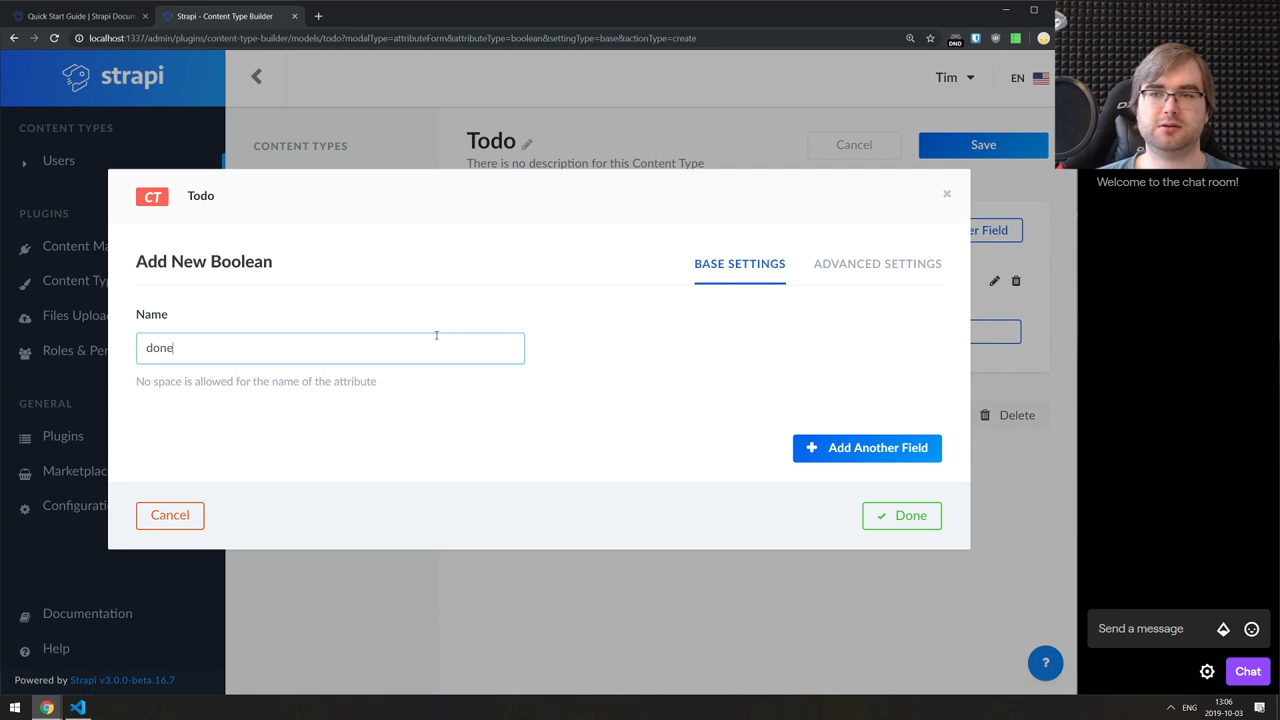 Quick Start Guide | Strapi Docum
Strapi - Content Type Builder
localhost:1337/admin/plugins/content-type-builder/models/todo?modalType=attributeForm&attributeType=boolean&settingType=base&actionType=create
DND
strapi
Tim
EN
CONTENT TYPES
Users
PLUGINS
Content Ma
Content Typ
Files Uploa
Roles & Per
GENERAL
Plugins
Marketplac
Configurati
Documentation
Help
Powered by Strapi v3.0.0-beta.16.7
CONTENT TYPES
Todo
There is no description for this Content Type
Cancel
Save
er Field
Delete
CT
Todo
Add New Boolean
BASE SETTINGS
ADVANCED SETTINGS
Name
done
No space is allowed for the name of the attribute
Add Another Field
Cancel
Done
?
Welcome to the chat room!
Send a message
Chat
ENG
13:06
2019-10-03